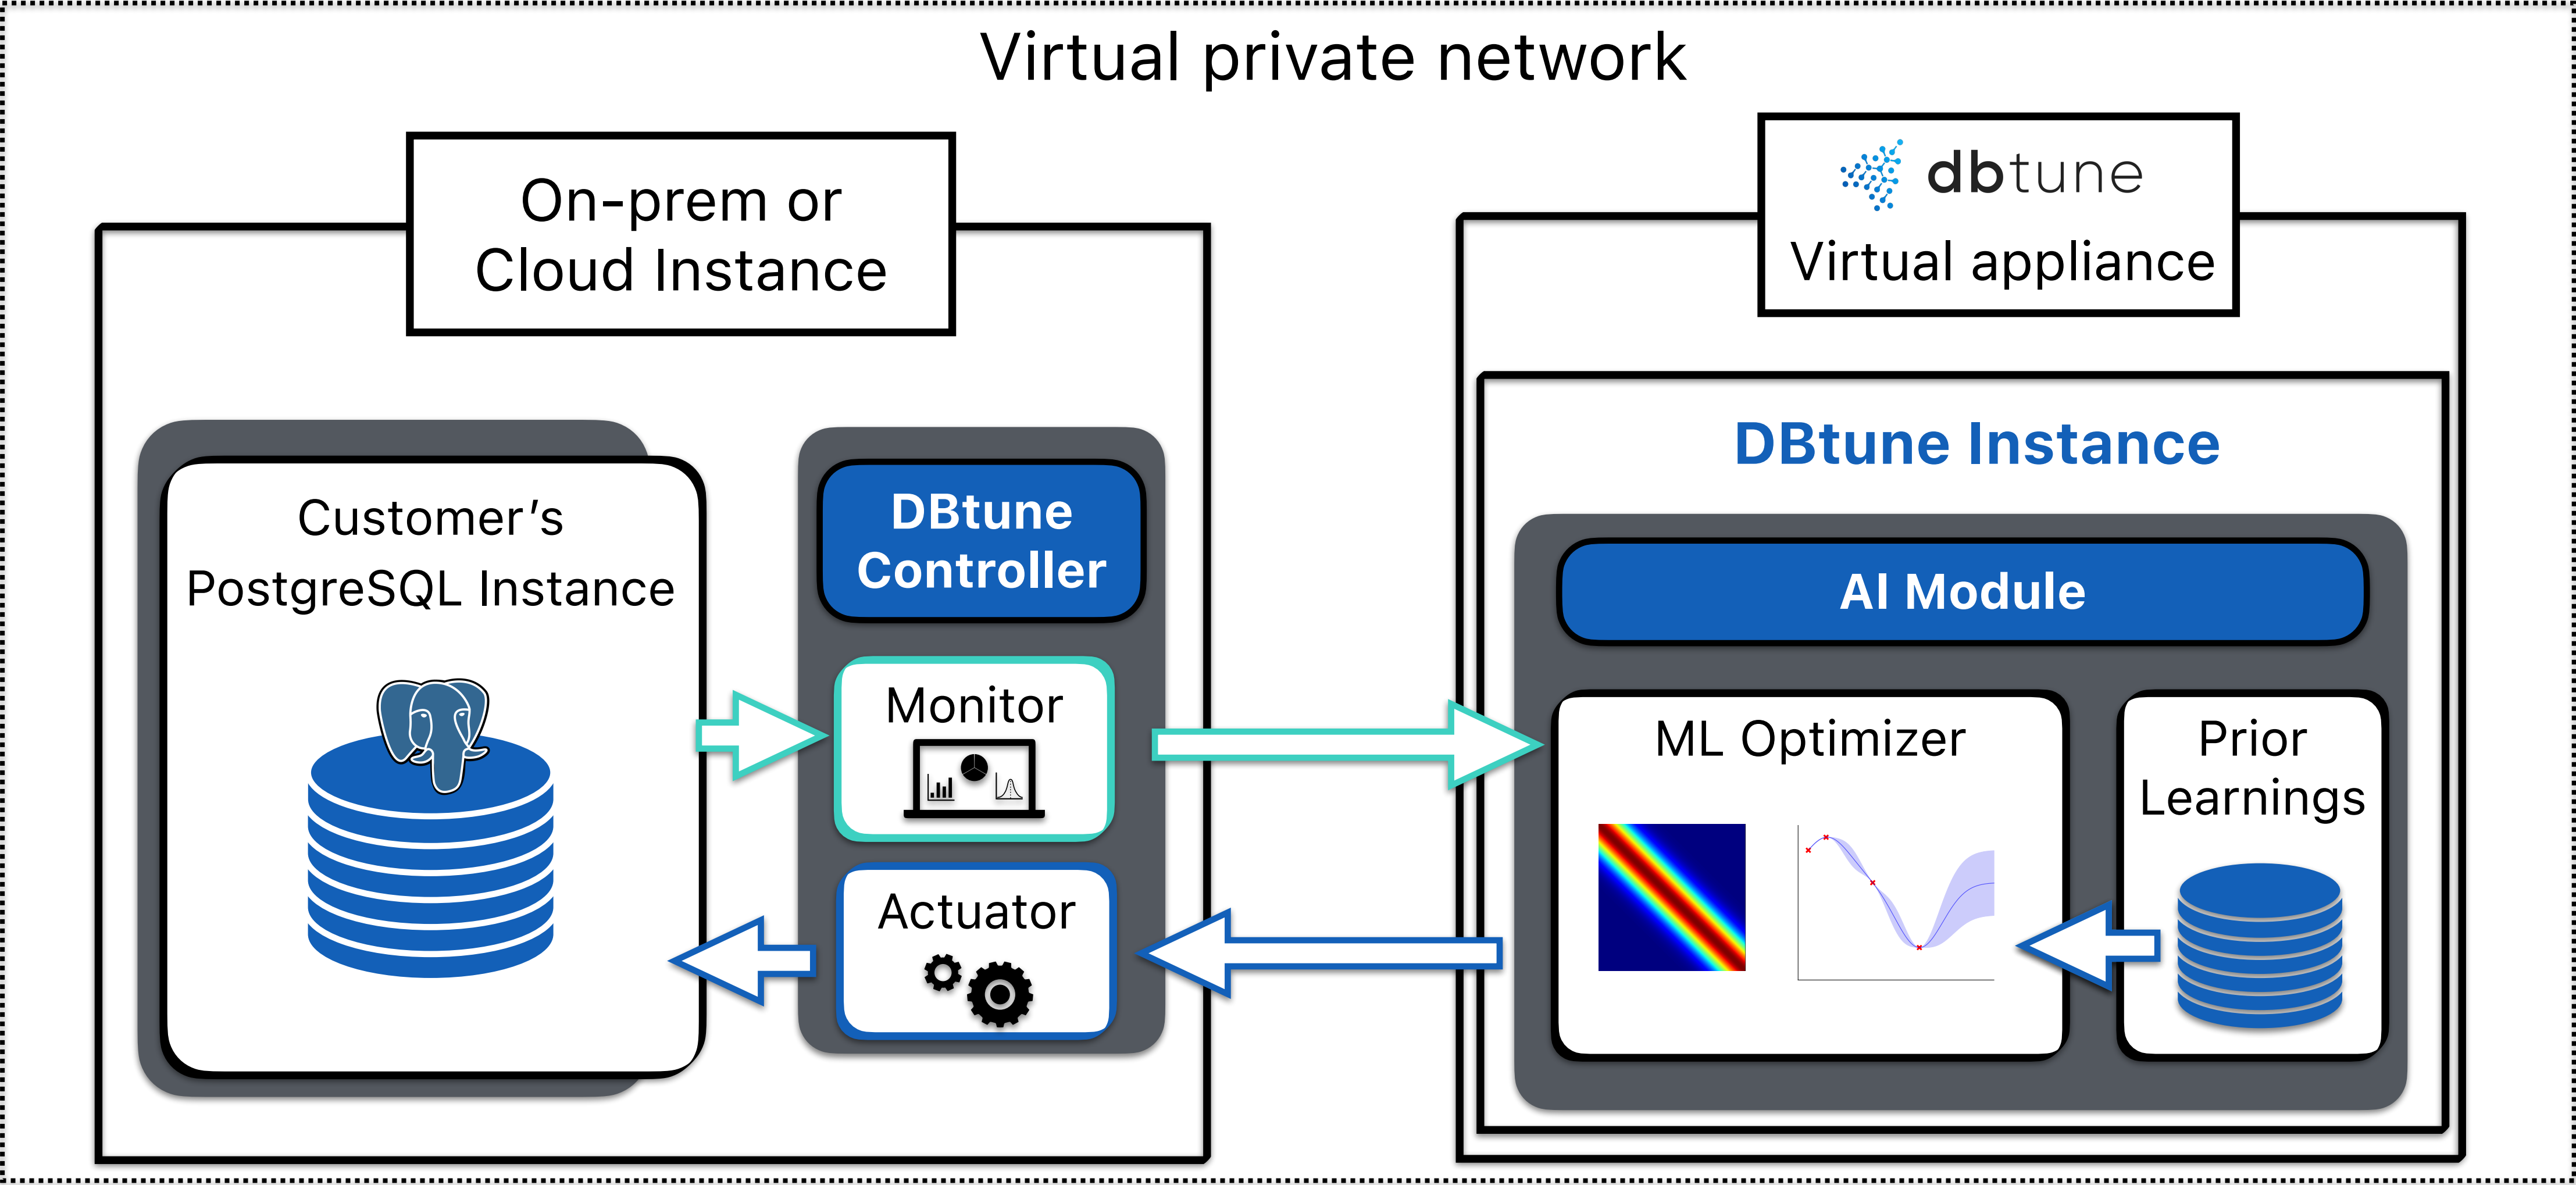 Virtual private network
On-prem or
Cloud Instance
dbtune
Virtual appliance
Customer’s
PostgreSQL Instance
DBtune
Controller
Monitor
Actuator
DBtune Instance
AI Module
ML Optimizer
Prior
Learnings